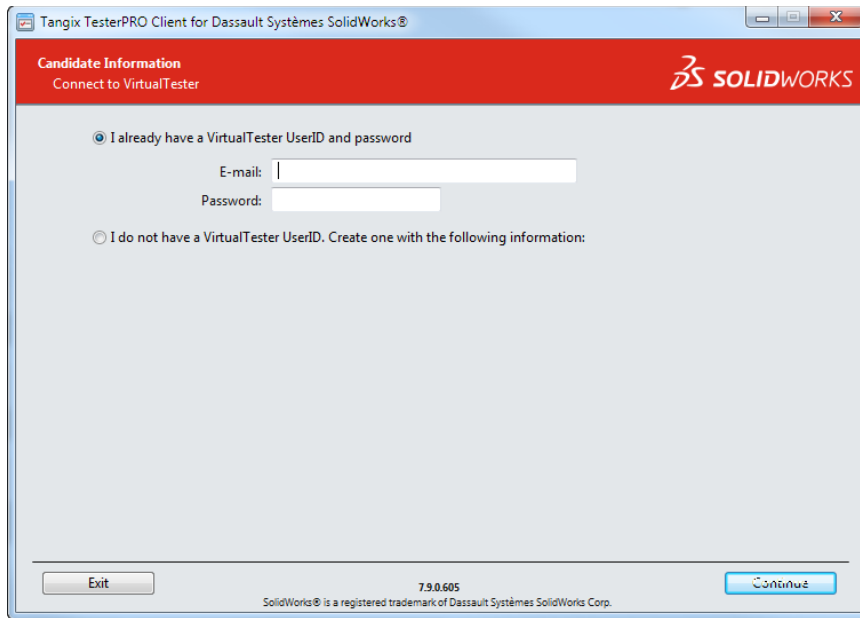 Tangix TesterPRO Client for Dassault Systèmes SolidWorks®
Candidate Information
Connect to VirtualTester
SOLIDWORKS
I already have a VirtualTester UserID and password
E-mail:
Password:
I do not have a VirtualTester UserID. Create one with the following information:
Exit
7.9.0.605
Continue
SolidWorks® is a registered trademark of Dassault Systèmes SolidWorks Corp.